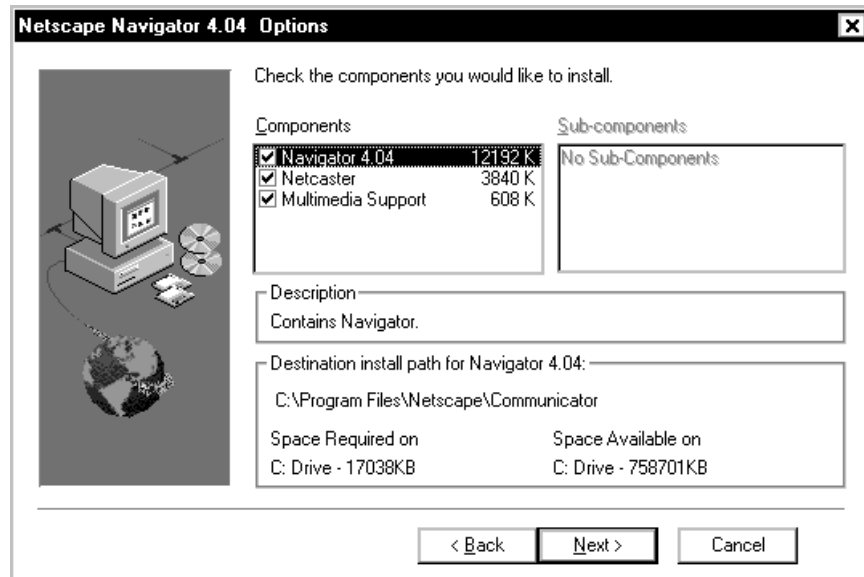 Netscape Navigator 4.04 Options
Check the components you would like to install.
Components
Sub-components
Navigator 4.04 12192 K
No Sub-Components
Netcaster 3840 K
Multimedia Support 608 K
Description
Contains Navigator.
Destination install path for Navigator 4.04:
C:\Program Files\Netscape\Communicator
Space Required on
Space Available on
C: Drive - 17038KB
C: Drive - 758701KB
< Back
Next >
Cancel